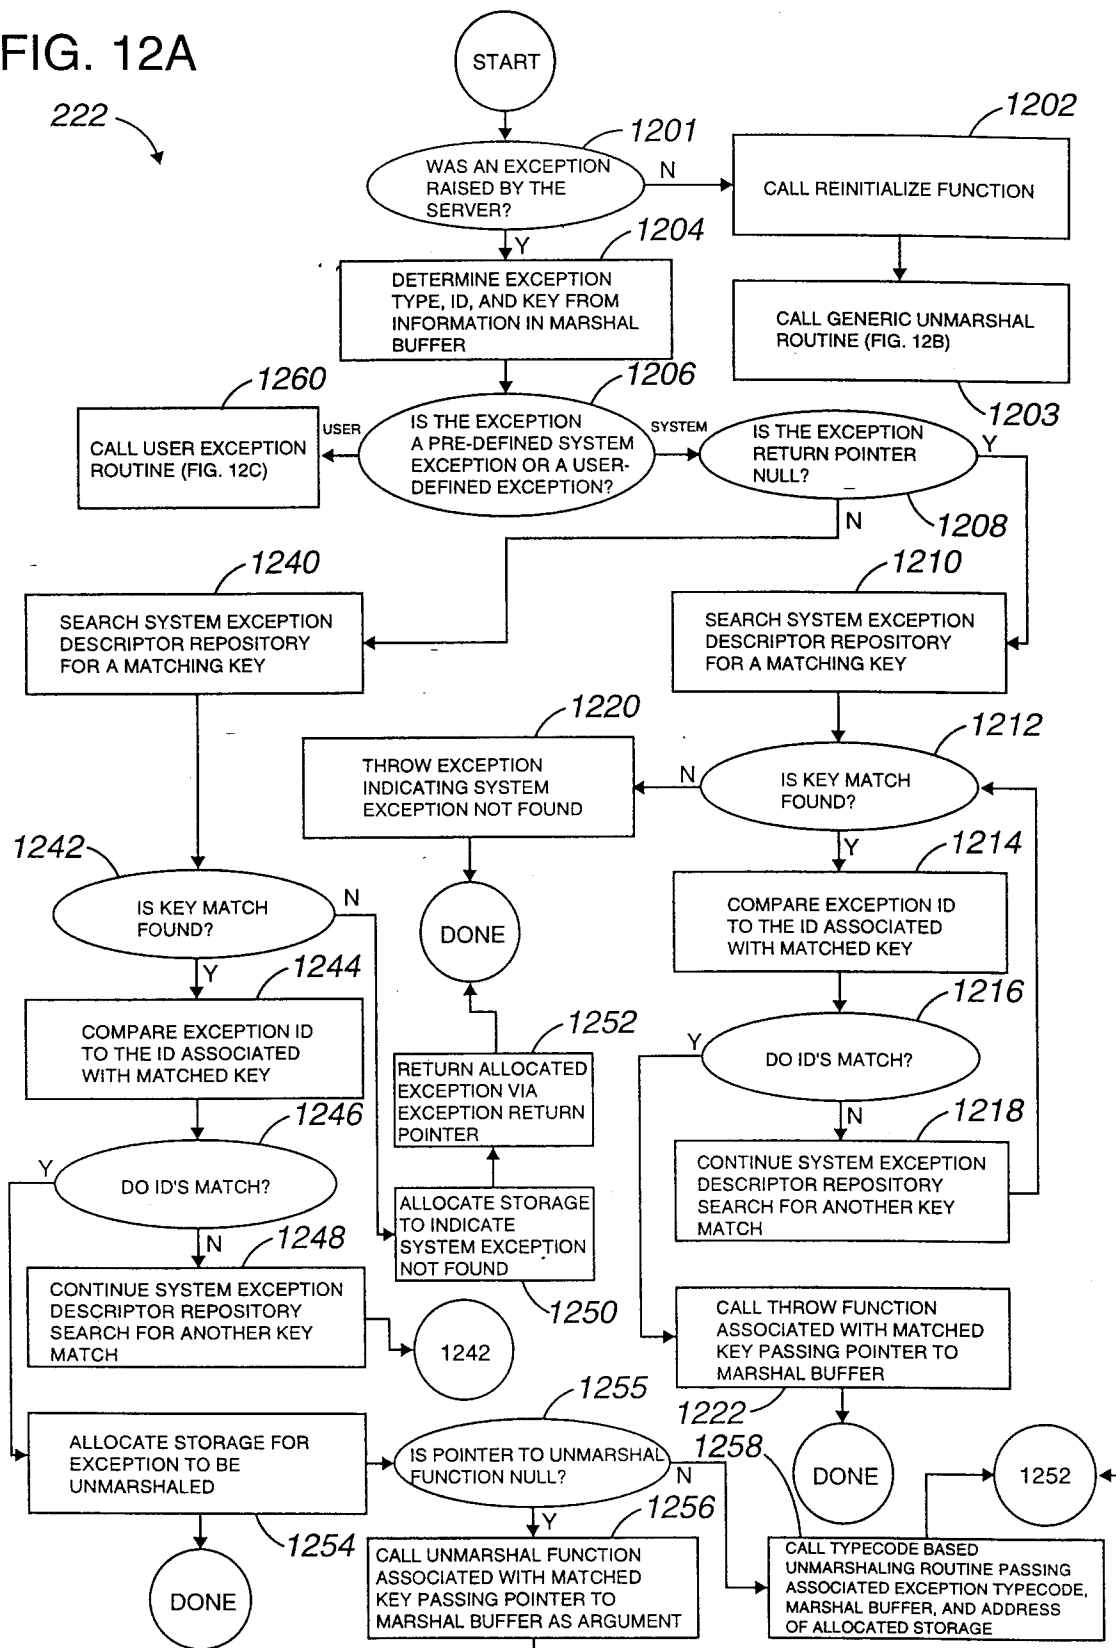 FIG. 12A
START
222
1201
1202
WAS AN EXCEPTION
RAISED BY THE
SERVER?
N
CALL REINITIALIZE FUNCTION
Y
1204
DETERMINE EXCEPTION
TYPE, ID, AND KEY FROM
INFORMATION IN MARSHAL
BUFFER
CALL GENERIC UNMARSHAL
ROUTINE (FIG. 12B)
1203
1260
1206
CALL USER EXCEPTION
ROUTINE (FIG. 12C)
USER
IS THE EXCEPTION
A PRE-DEFINED SYSTEM
EXCEPTION OR A USER-
DEFINED EXCEPTION?
SYSTEM
IS THE EXCEPTION
RETURN POINTER
NULL?
Y
1208
N
1240
1210
SEARCH SYSTEM EXCEPTION
DESCRIPTOR REPOSITORY
FOR A MATCHING KEY
SEARCH SYSTEM EXCEPTION
DESCRIPTOR REPOSITORY
FOR A MATCHING KEY
1220
1212
THROW EXCEPTION
INDICATING SYSTEM
EXCEPTION NOT FOUND
N
IS KEY MATCH
FOUND?
Y
1242
1214
IS KEY MATCH
FOUND?
N
DONE
COMPARE EXCEPTION ID
TO THE ID ASSOCIATED
WITH MATCHED KEY
Y
1244
COMPARE EXCEPTION ID
TO THE ID ASSOCIATED
WITH MATCHED KEY
1252
RETURN ALLOCATED
EXCEPTION VIA
EXCEPTION RETURN
POINTER
1216
Y
DO ID'S MATCH?
N
1246
1218
Y
DO ID'S MATCH?
N
ALLOCATE STORAGE
TO INDICATE
SYSTEM EXCEPTION
NOT FOUND
1250
CONTINUE SYSTEM EXCEPTION
DESCRIPTOR REPOSITORY
SEARCH FOR ANOTHER KEY
MATCH
1248
CONTINUE SYSTEM EXCEPTION
DESCRIPTOR REPOSITORY
SEARCH FOR ANOTHER KEY
MATCH
1242
CALL THROW FUNCTION
ASSOCIATED WITH MATCHED
KEY PASSING POINTER TO
MARSHAL BUFFER
1222
1255
ALLOCATE STORAGE FOR
EXCEPTION TO BE
UNMARSHALED
1254
IS POINTER TO UNMARSHAL
FUNCTION NULL?
N
1258
DONE
1252
Y
1256
DONE
CALL UNMARSHAL FUNCTION
ASSOCIATED WITH MATCHED
KEY PASSING POINTER TO
MARSHAL BUFFER AS ARGUMENT
CALL TYPECODE BASED
UNMARSHALING ROUTINE PASSING
ASSOCIATED EXCEPTION TYPECODE,
MARSHAL BUFFER, AND ADDRESS
OF ALLOCATED STORAGE